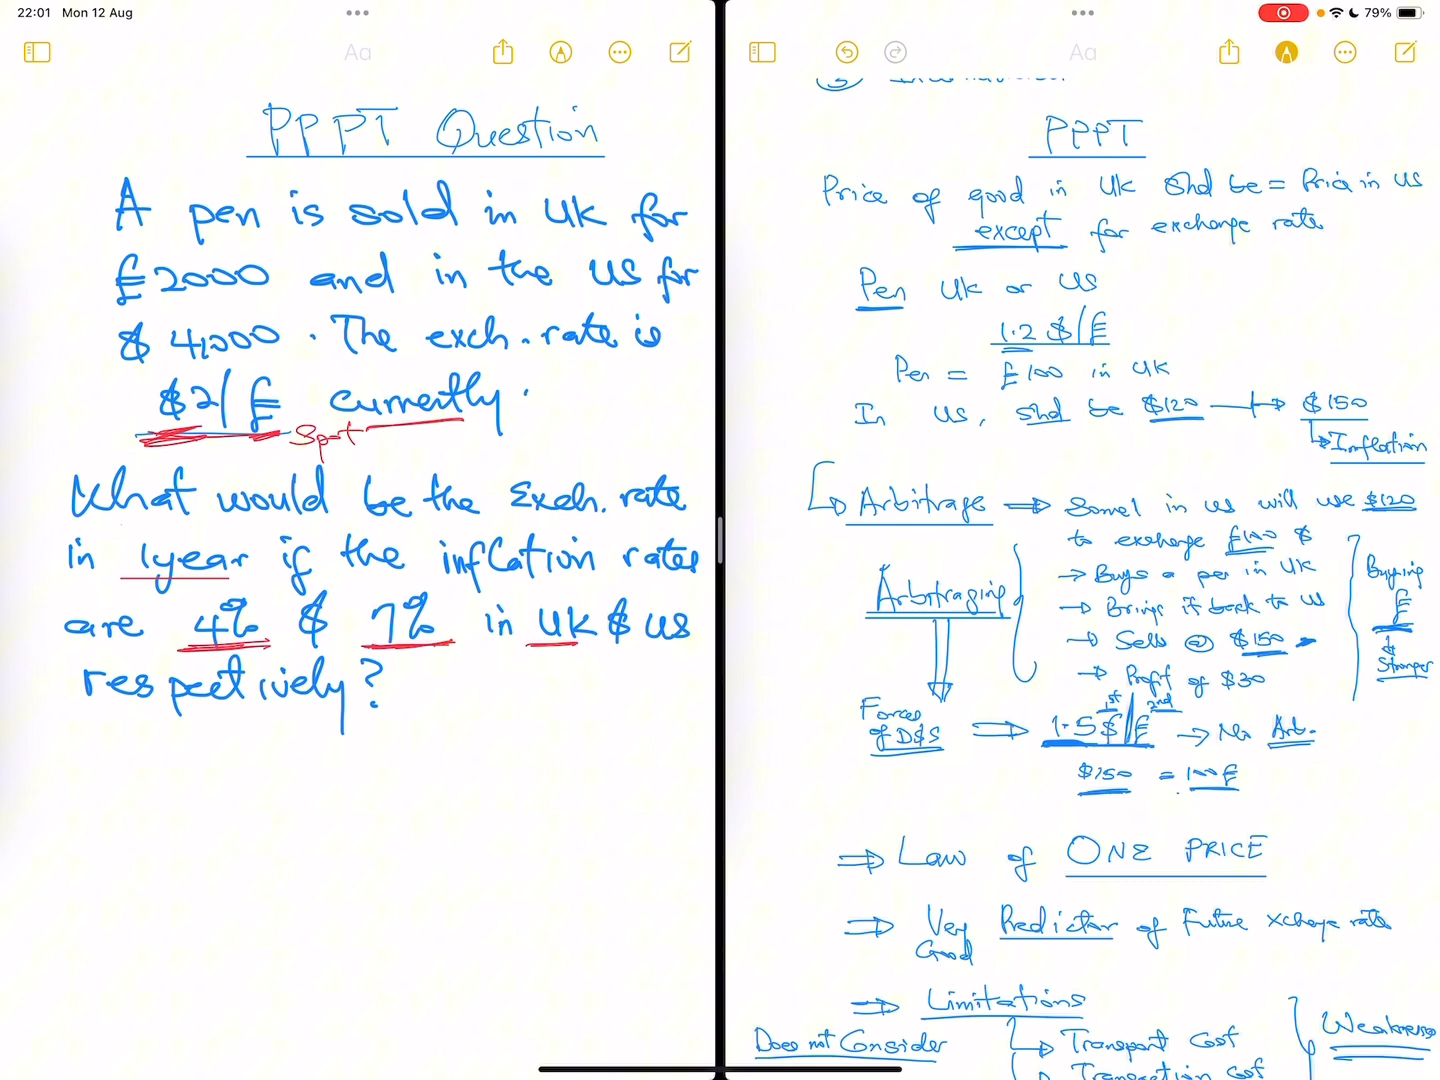 22:01 Mon 12 Aug
79%
Aa
PPPT Question
A pen is sold in UK for
£2000 and in the US for
$4,000. The exch. rate is
$2/£ currently.
Spot
What would be the Exch. rate
in 1year if the inflation rates
are 4% $ 7% in UK $ US
respectively?
Aa
PPPT
Price of good in UK Shd be = Price in US
except for exchange rate
Pen UK or US
1.2 $/£
Pen = £100 in UK
In US, Shd be $120 → $150
Inflation
Arbitrage ⇒ Some1 in US will use $120
to exchange £100 $
→ Buys a pen in UK
→ Brings it back to US
→ Sells @ $150
→ Profit of $30
Arbitraging
Buying
£
Stronger
Forces
of D&S ⇒ 1.5 $/£ → No Arb.
1st 2nd
$150 = 100 £
⇒ Law of ONE PRICE
⇒ Very Predictor of Future xchange rate
Good
⇒ Limitations
Does not Consider
Transport Cost
Transaction Cost